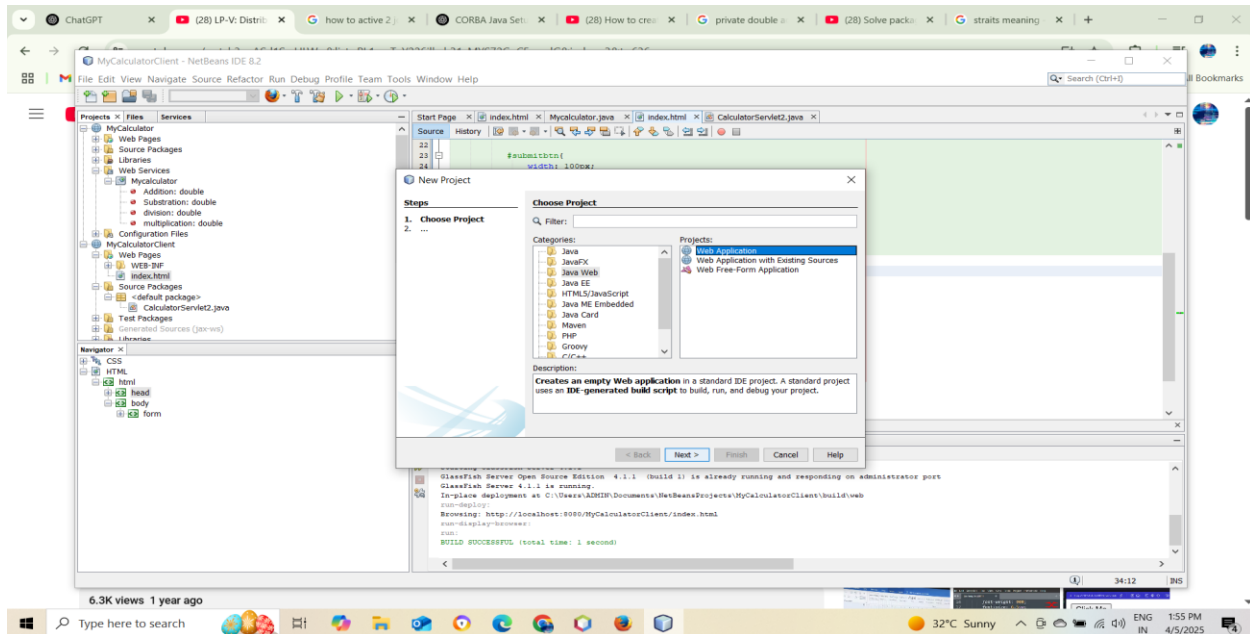 ChatGPT
(28) LP-V: Distrib
how to active 2 j
CORBA Java Setu
(28) How to crea
private double a
(28) Solve packa
straits meaning
MyCalculatorClient - NetBeans IDE 8.2
File Edit View Navigate Source Refactor Run Debug Profile Team Tools Window Help
Search (Ctrl+I)
All Bookmarks
Projects Files Services
Start Page index.html Mycalculator.java index.html CalculatorServlet2.java
Source History
MyCalculator
Web Pages
Source Packages
Libraries
Web Services
Mycalculator
Addition: double
Substration: double
division: double
multiplication: double
Configuration Files
MyCalculatorClient
Web Pages
WEB-INF
index.html
Source Packages
<default package>
CalculatorServlet2.java
Test Packages
Generated Sources (jax-ws)
Libraries
Navigator
CSS
HTML
html
head
body
form
22
23 #submitbtn{
24 width: 100px;
New Project
Steps
1. Choose Project
2. ...
Choose Project
Filter:
Categories:
Java
JavaFX
Java Web
Java EE
HTML5/JavaScript
Java ME Embedded
Java Card
Maven
PHP
Groovy
C/C++
Projects:
Web Application
Web Application with Existing Sources
Web Free-Form Application
Description:
Creates an empty Web application in a standard IDE project. A standard project
uses an IDE-generated build script to build, run, and debug your project.
< Back Next > Finish Cancel Help
GlassFish Server Open Source Edition 4.1.1 (build 1) is already running and responding on administrator port
GlassFish Server 4.1.1 is running.
In-place deployment at C:\Users\ADMIN\Documents\NetBeansProjects\MyCalculatorClient\build\web
run-deploy:
Browsing: http://localhost:8080/MyCalculatorClient/index.html
run-display-browser:
run:
BUILD SUCCESSFUL (total time: 1 second)
34:12 INS
6.3K views 1 year ago
Type here to search
32°C Sunny
ENG
IN
1:55 PM
4/5/2025